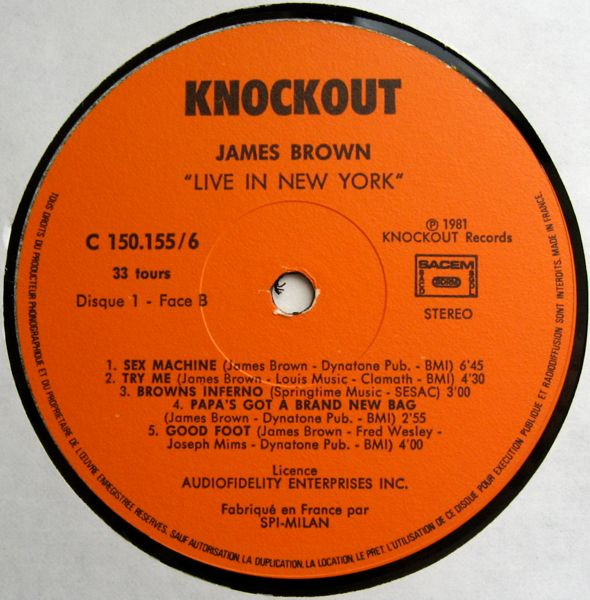 KNOCKOUT
JAMES BROWN
"LIVE IN NEW YORK"
C 150.155/6
33 tours
Disque 1 - Face B
Ⓟ 1981
KNOCKOUT Records
SACEM
SACD
SDRM
SGDL
STEREO
1. SEX MACHINE (James Brown - Dynatone Pub. - BMI) 6'45
2. TRY ME (James Brown - Louis Music - Clamath - BMI) 4'30
3. BROWNS INFERNO (Springtime Music - SESAC) 3'00
4. PAPA'S GOT A BRAND NEW BAG
(James Brown - Dynatone Pub. - BMI) 2'55
5. GOOD FOOT (James Brown - Fred Wesley -
Joseph Mims - Dynatone Pub. - BMI) 4'00
Licence
AUDIOFIDELITY ENTERPRISES INC.
Fabriqué en France par
SPI-MILAN
TOUS DROITS DU PRODUCTEUR PHONOGRAPHIQUE ET DU PROPRIETAIRE DE L'ŒUVRE ENREGISTREE RESERVES. SAUF AUTORISATION, LA DUPLICATION, LA LOCATION, LE PRET, L'UTILISATION DE CE DISQUE POUR EXECUTION PUBLIQUE ET RADIODIFFUSION SONT INTERDITS. MADE IN FRANCE.